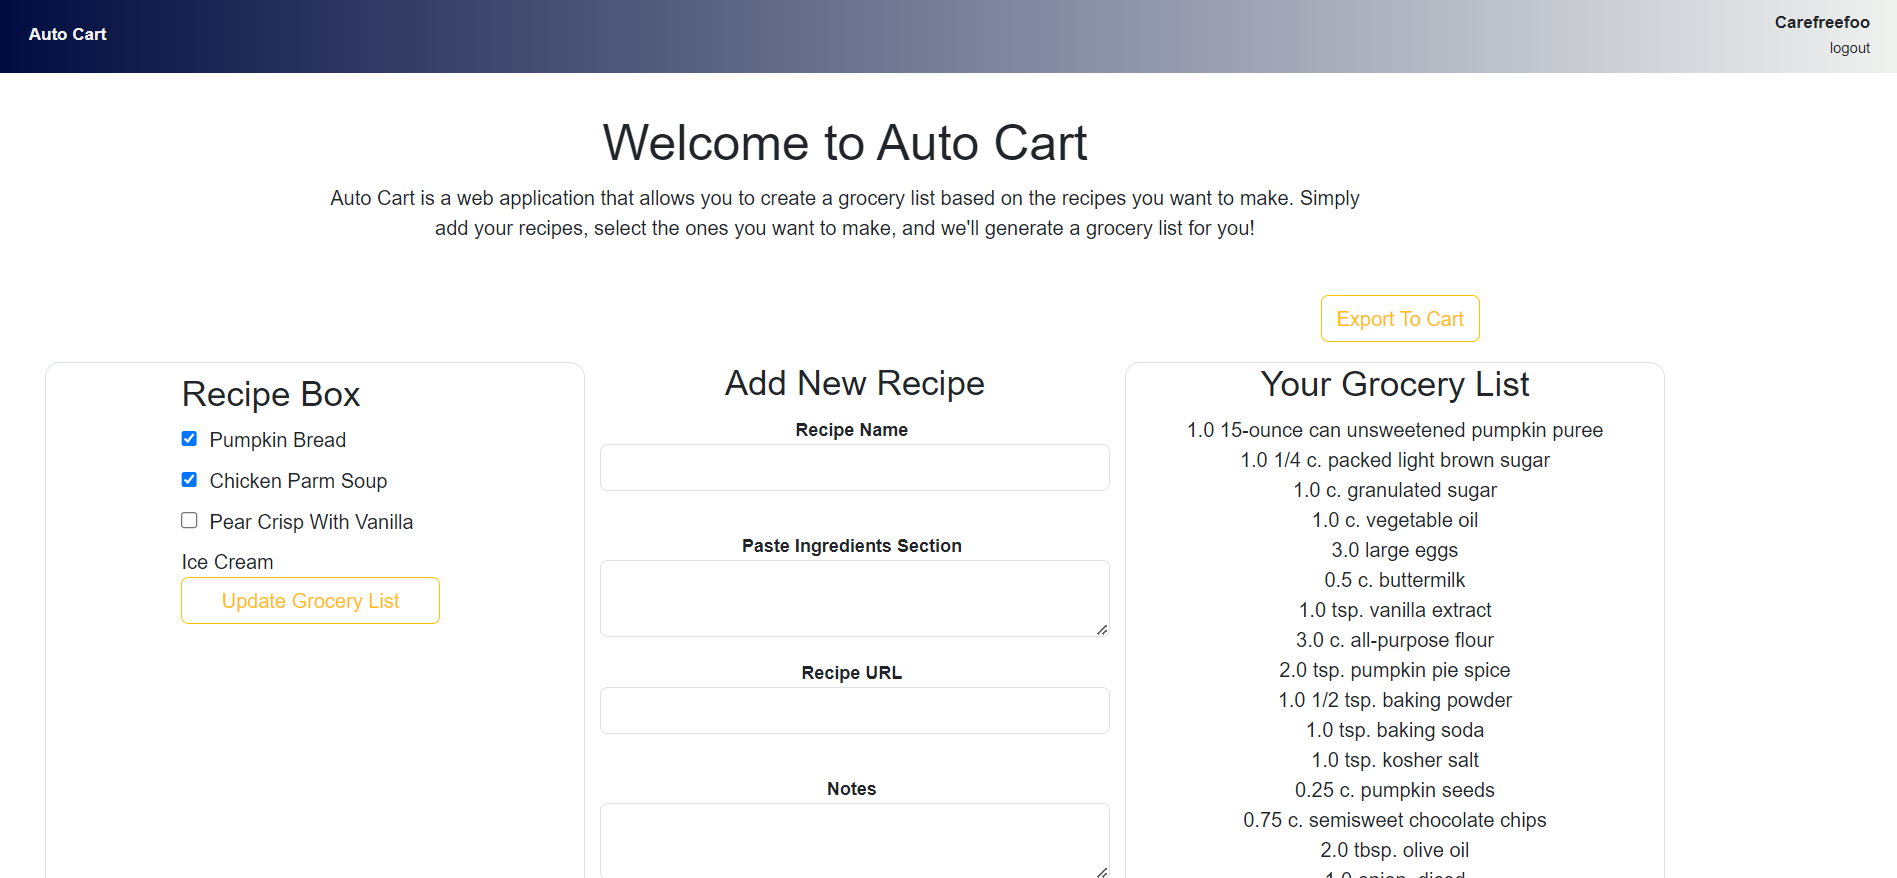 Auto Cart
Carefreefoo
logout
Welcome to Auto Cart
Auto Cart is a web application that allows you to create a grocery list based on the recipes you want to make. Simply
add your recipes, select the ones you want to make, and we'll generate a grocery list for you!
Export To Cart
Recipe Box
Pumpkin Bread
Chicken Parm Soup
Pear Crisp With Vanilla
Ice Cream
Update Grocery List
Add New Recipe
Recipe Name
Paste Ingredients Section
Recipe URL
Notes
Your Grocery List
1.0 15-ounce can unsweetened pumpkin puree
1.0 1/4 c. packed light brown sugar
1.0 c. granulated sugar
1.0 c. vegetable oil
3.0 large eggs
0.5 c. buttermilk
1.0 tsp. vanilla extract
3.0 c. all-purpose flour
2.0 tsp. pumpkin pie spice
1.0 1/2 tsp. baking powder
1.0 tsp. baking soda
1.0 tsp. kosher salt
0.25 c. pumpkin seeds
0.75 c. semisweet chocolate chips
2.0 tbsp. olive oil
1.0 onion, diced